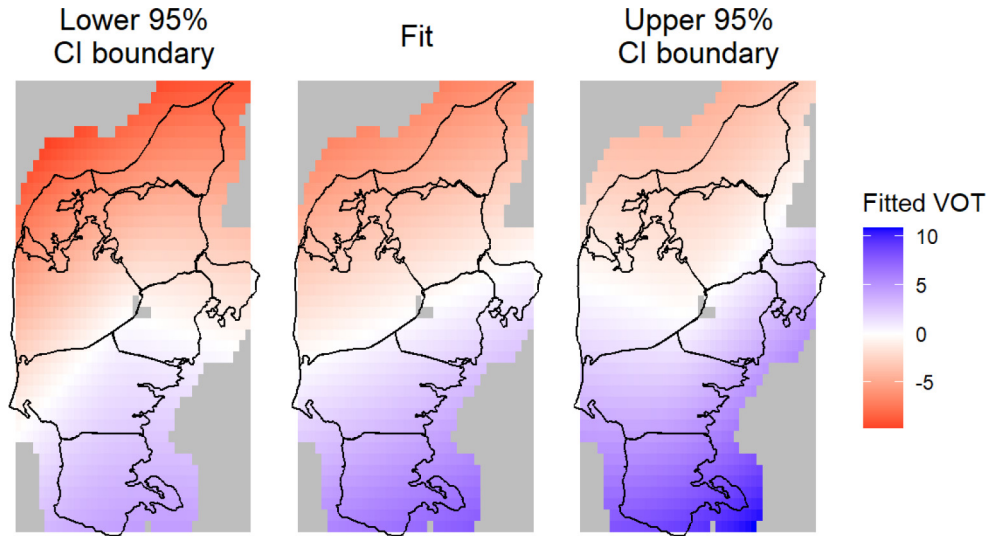 Lower 95%
CI boundary
Fit
Upper 95%
CI boundary
Fitted VOT
10
5
0
-5